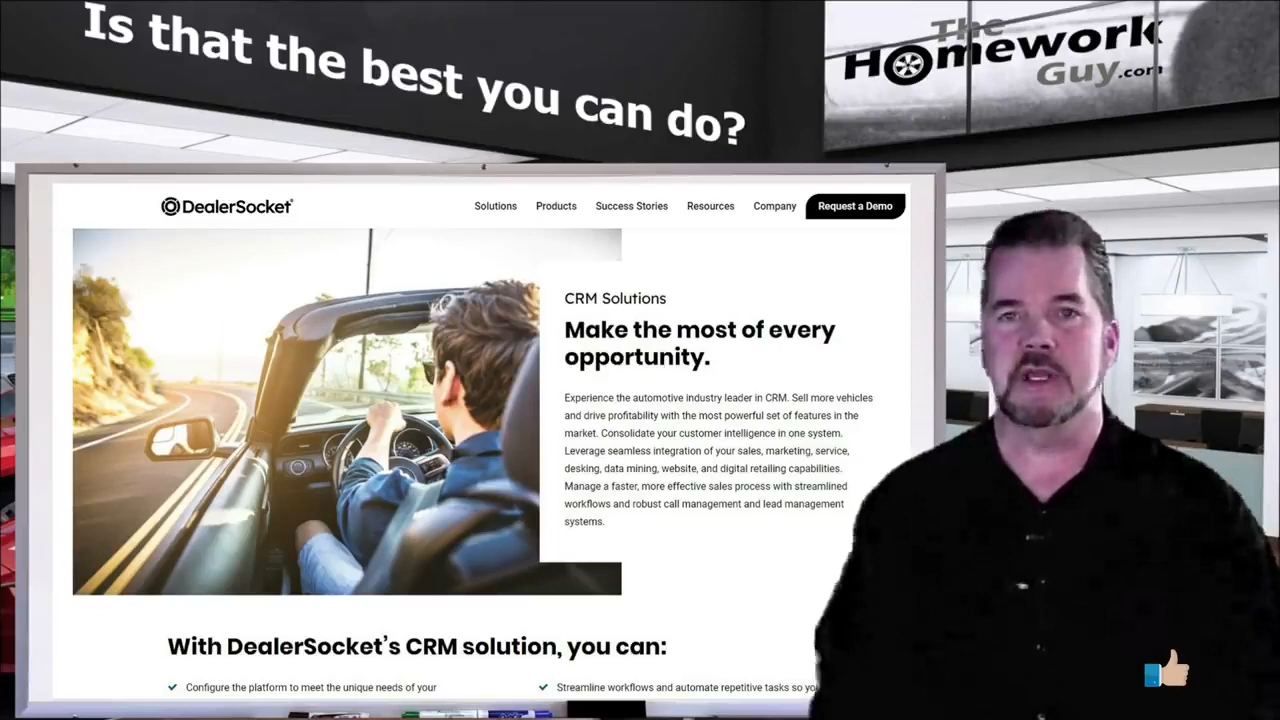 Is that the best you can do?
The
Homework
Guy.com
DealerSocket
Solutions Products Success Stories Resources Company Request a Demo
CRM Solutions
Make the most of every
opportunity.
Experience the automotive industry leader in CRM. Sell more vehicles
and drive profitability with the most powerful set of features in the
market. Consolidate your customer intelligence in one system.
Leverage seamless integration of your sales, marketing, service,
desking, data mining, website, and digital retailing capabilities.
Manage a faster, more effective sales process with streamlined
workflows and robust call management and lead management
systems.
With DealerSocket's CRM solution, you can:
Configure the platform to meet the unique needs of your
Streamline workflows and automate repetitive tasks so